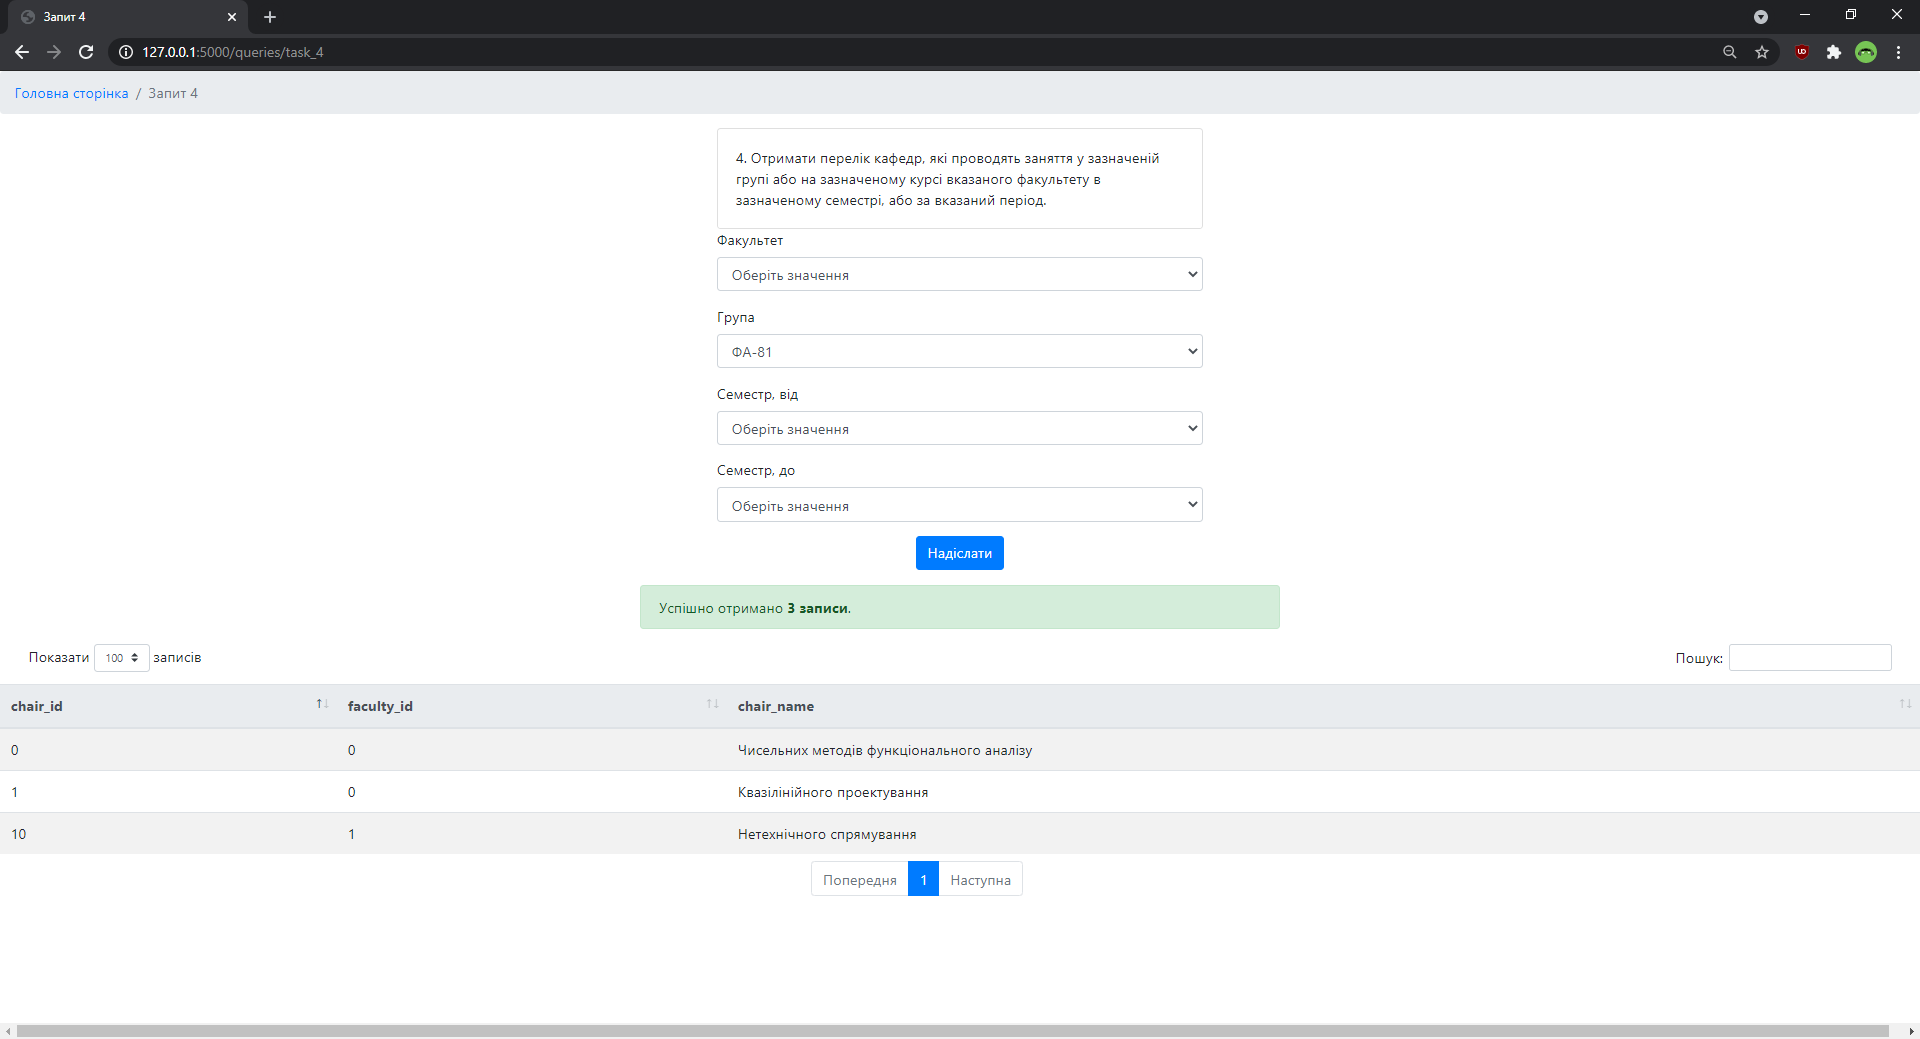 Запит 4
127.0.0.1:5000/queries/task_4
Головна сторінка / Запит 4
4. Отримати перелік кафедр, які проводять заняття у зазначеній
групі або на зазначеному курсі вказаного факультету в
зазначеному семестрі, або за вказаний період.
Факультет
Оберіть значення
Група
ФА-81
Семестр, від
Оберіть значення
Семестр, до
Оберіть значення
Надіслати
Успішно отримано 3 записи.
Показати 100 записів
Пошук:
chair_id faculty_id chair_name
0 0 Чисельних методів функціонального аналізу
1 0 Квазілінійного проектування
10 1 Нетехнічного спрямування
Попередня 1 Наступна